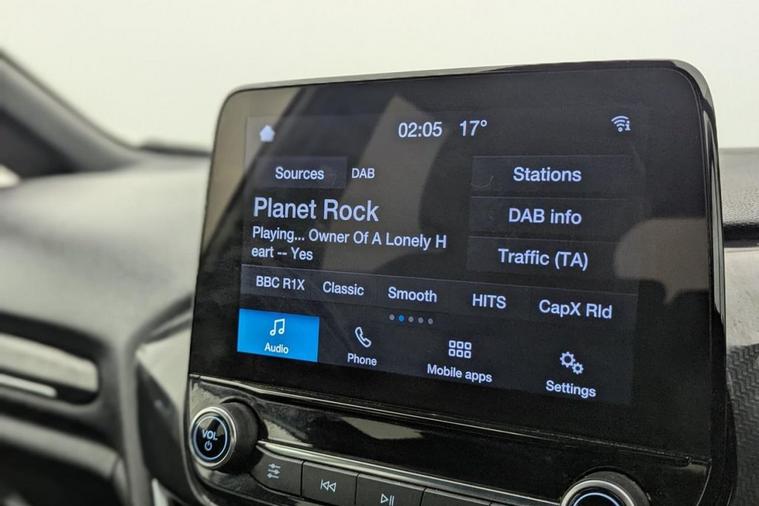 02:05 17°
Sources DAB Stations
Planet Rock DAB info
Playing... Owner Of A Lonely H
eart -- Yes
Traffic (TA)
BBC R1X Classic Smooth HITS CapX Rld
Audio Phone Mobile apps Settings
VOL